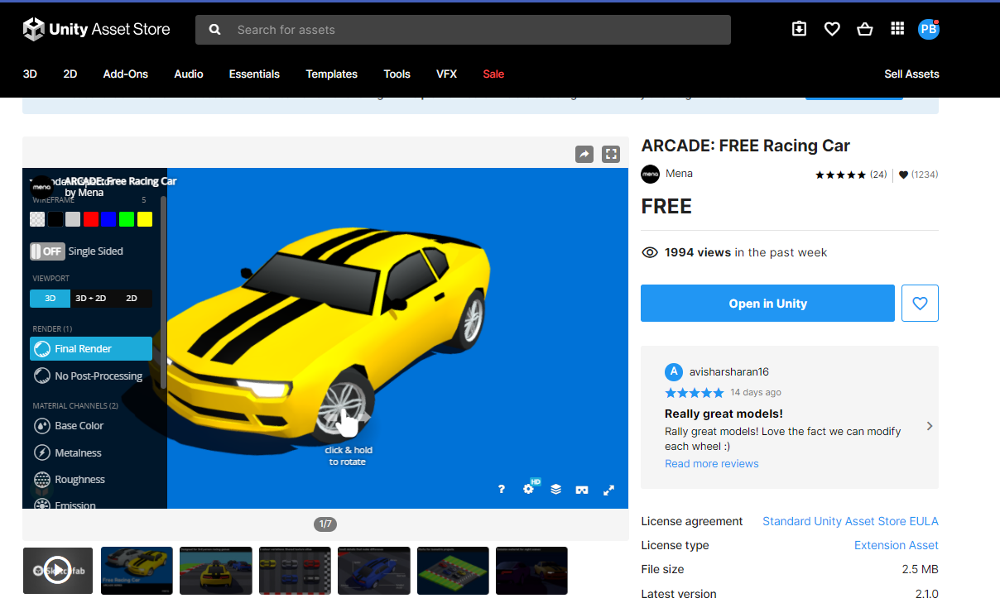 Unity Asset Store
Search for assets
PB
3D 2D Add-Ons Audio Essentials Templates Tools VFX Sale Sell Assets
ARCADE: Free Racing Car
by Mena
mena
WIREFRAME 5
OFF Single Sided
VIEWPORT
3D 3D + 2D 2D
RENDER (1)
Final Render
No Post-Processing
MATERIAL CHANNELS (2)
Base Color
Metalness
Roughness
Emission
click & hold
to rotate
? HD
1/7
Free Racing Car
ARCADE: FREE Racing Car
mena Mena ★★★★★ (24) | (1234)
FREE
1994 views in the past week
Open in Unity
A avisharsharan16
★★★★★ 14 days ago
Really great models!
Rally great models! Love the fact we can modify
each wheel :)
Read more reviews
License agreement Standard Unity Asset Store EULA
License type Extension Asset
File size 2.5 MB
Latest version 2.1.0